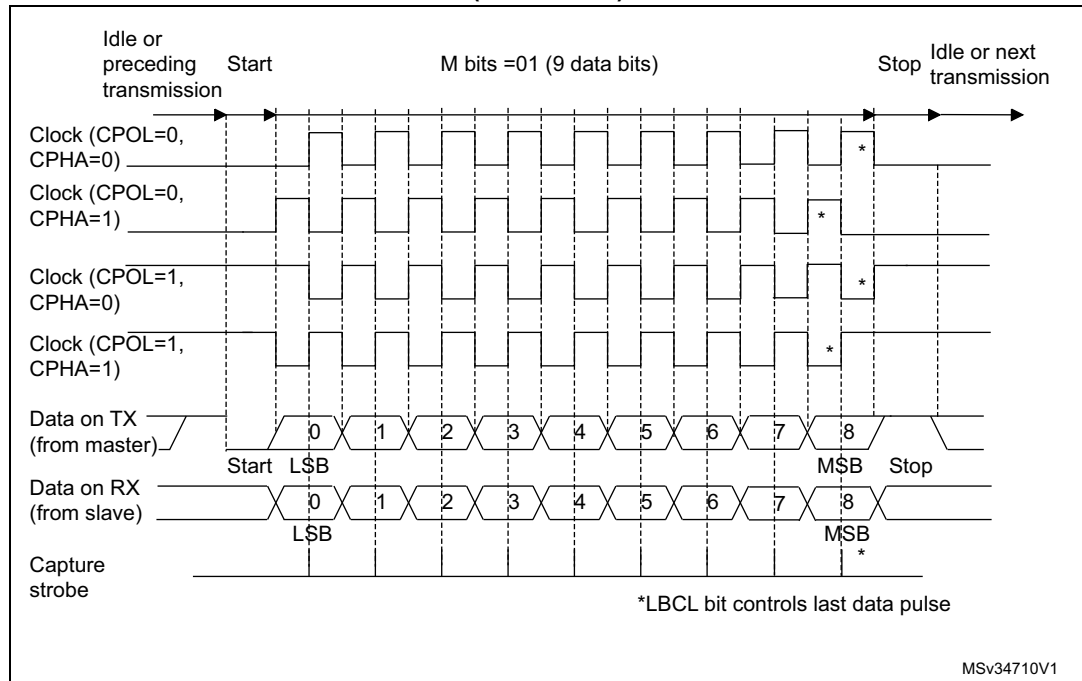 Idle or
preceding
transmission
Start
M bits =01 (9 data bits)
Stop
Idle or next
transmission
Clock (CPOL=0,
CPHA=0)
*
Clock (CPOL=0,
CPHA=1)
*
Clock (CPOL=1,
CPHA=0)
*
Clock (CPOL=1,
CPHA=1)
*
Data on TX
(from master)
0 1 2 3 4 5 6 7 8
Start LSB MSB Stop
Data on RX
(from slave)
0 1 2 3 4 5 6 7 8
LSB MSB
Capture
strobe
*
*LBCL bit controls last data pulse
MSv34710V1